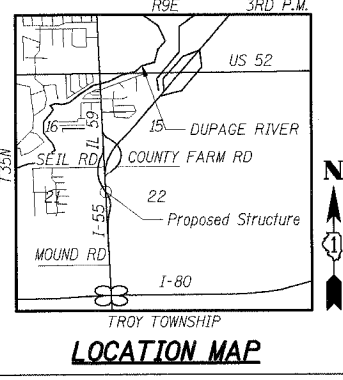 R9E 3RD P.M.
US 52
16
IL 59
15
DUPAGE RIVER
T35N
SEIL RD
COUNTY FARM RD
21
22
I-55
Proposed Structure
MOUND RD
I-80
TROY TOWNSHIP
LOCATION MAP
N
1